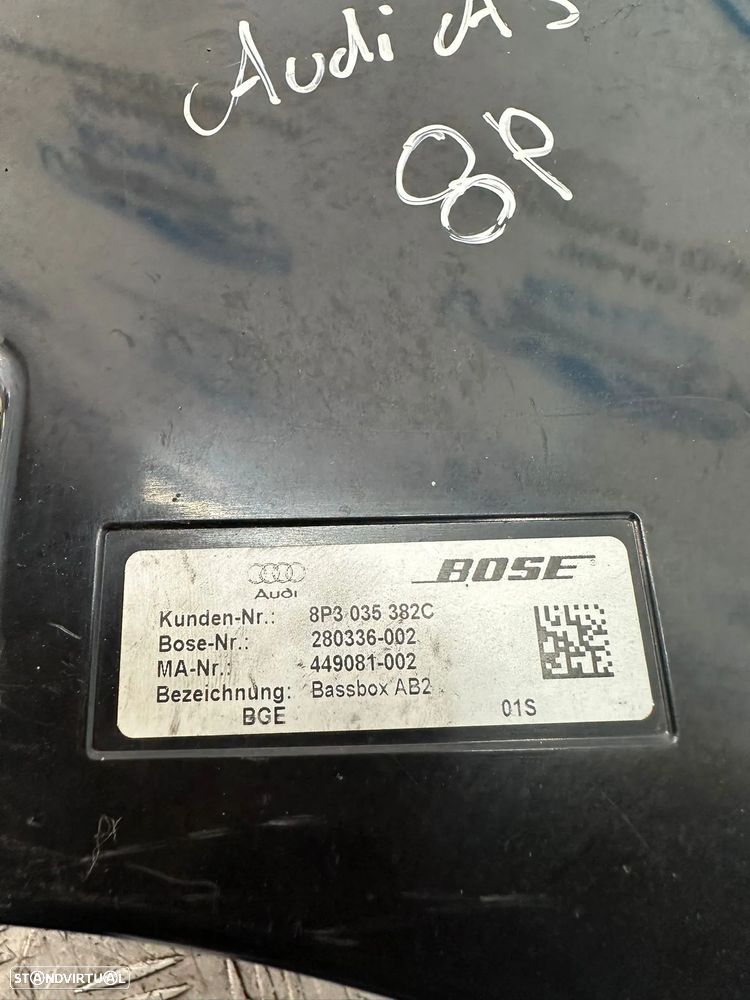 Audi A3
8P
Audi
BOSE
Kunden-Nr.: 8P3 035 382C
Bose-Nr.: 280336-002
MA-Nr.: 449081-002
Bezeichnung: Bassbox AB2
BGE 01S
STANDVIRTUAL